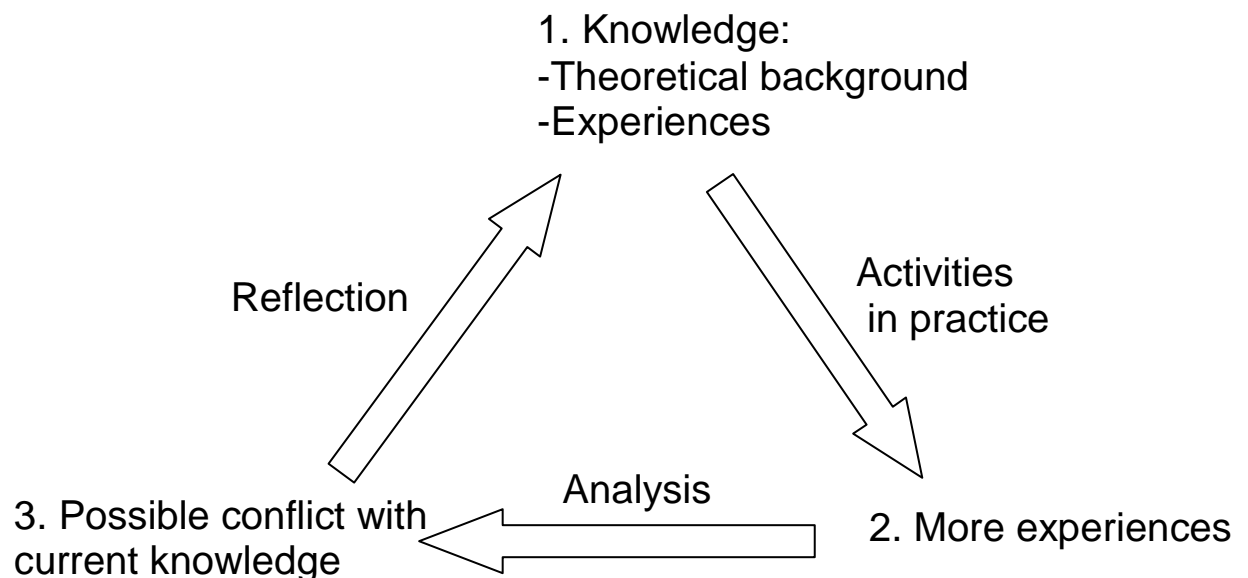 1. Knowledge:
-Theoretical background
-Experiences
Reflection
Activities
in practice
Analysis
3. Possible conflict with
current knowledge
2. More experiences